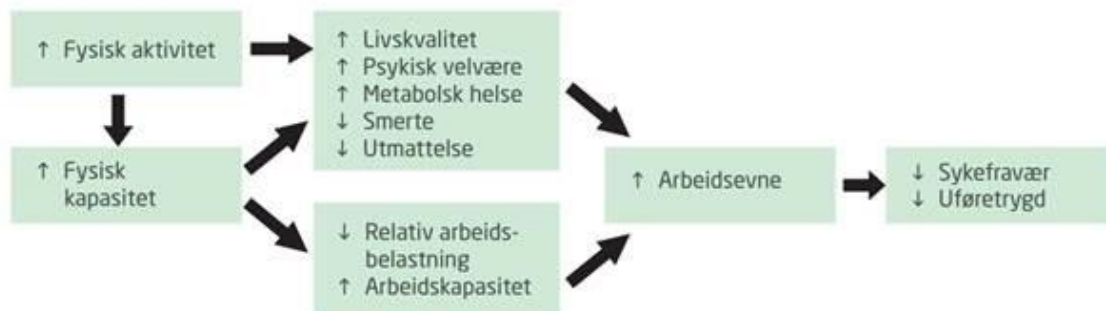 ↑ Fysisk aktivitet
↑ Fysisk
kapasitet
↑ Livskvalitet
↑ Psykisk velvære
↑ Metabolsk helse
↓ Smerte
↓ Utmattelse
↓ Relativ arbeids-
belastning
↑ Arbeidskapasitet
↑ Arbeidsevne
↓ Sykefravær
↓ Uføretrygd